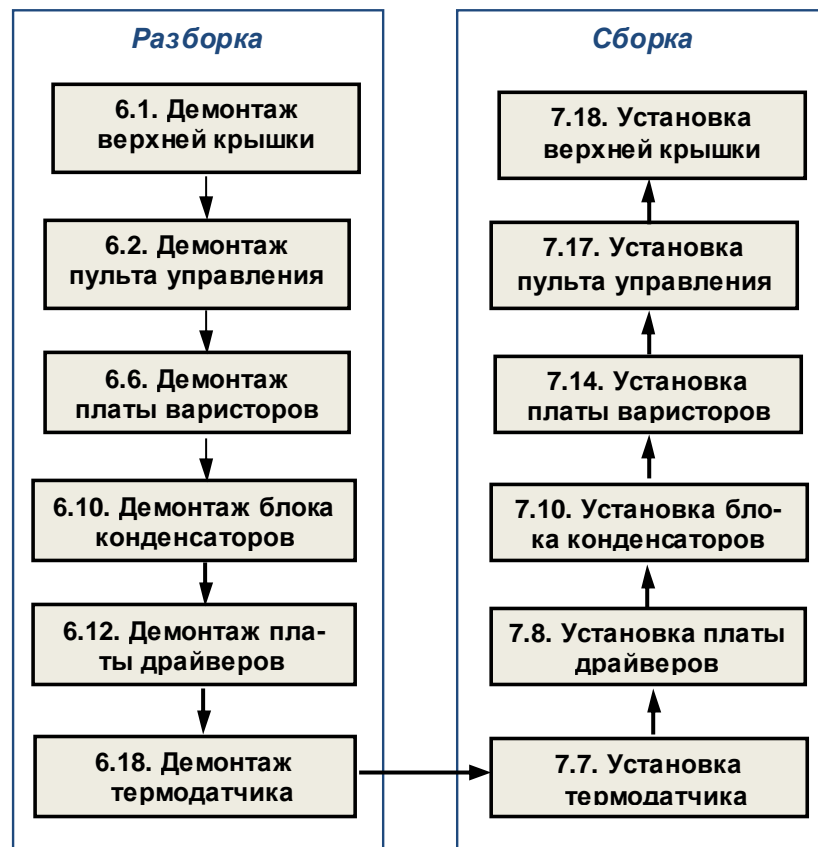 Разборка
6.1. Демонтаж
верхней крышки
6.2. Демонтаж
пульта управления
6.6. Демонтаж
платы варисторов
6.10. Демонтаж блока
конденсаторов
6.12. Демонтаж пла-
ты драйверов
6.18. Демонтаж
термодатчика
Сборка
7.18. Установка
верхней крышки
7.17. Установка
пульта управления
7.14. Установка
платы варисторов
7.10. Установка бло-
ка конденсаторов
7.8. Установка платы
драйверов
7.7. Установка
термодатчика